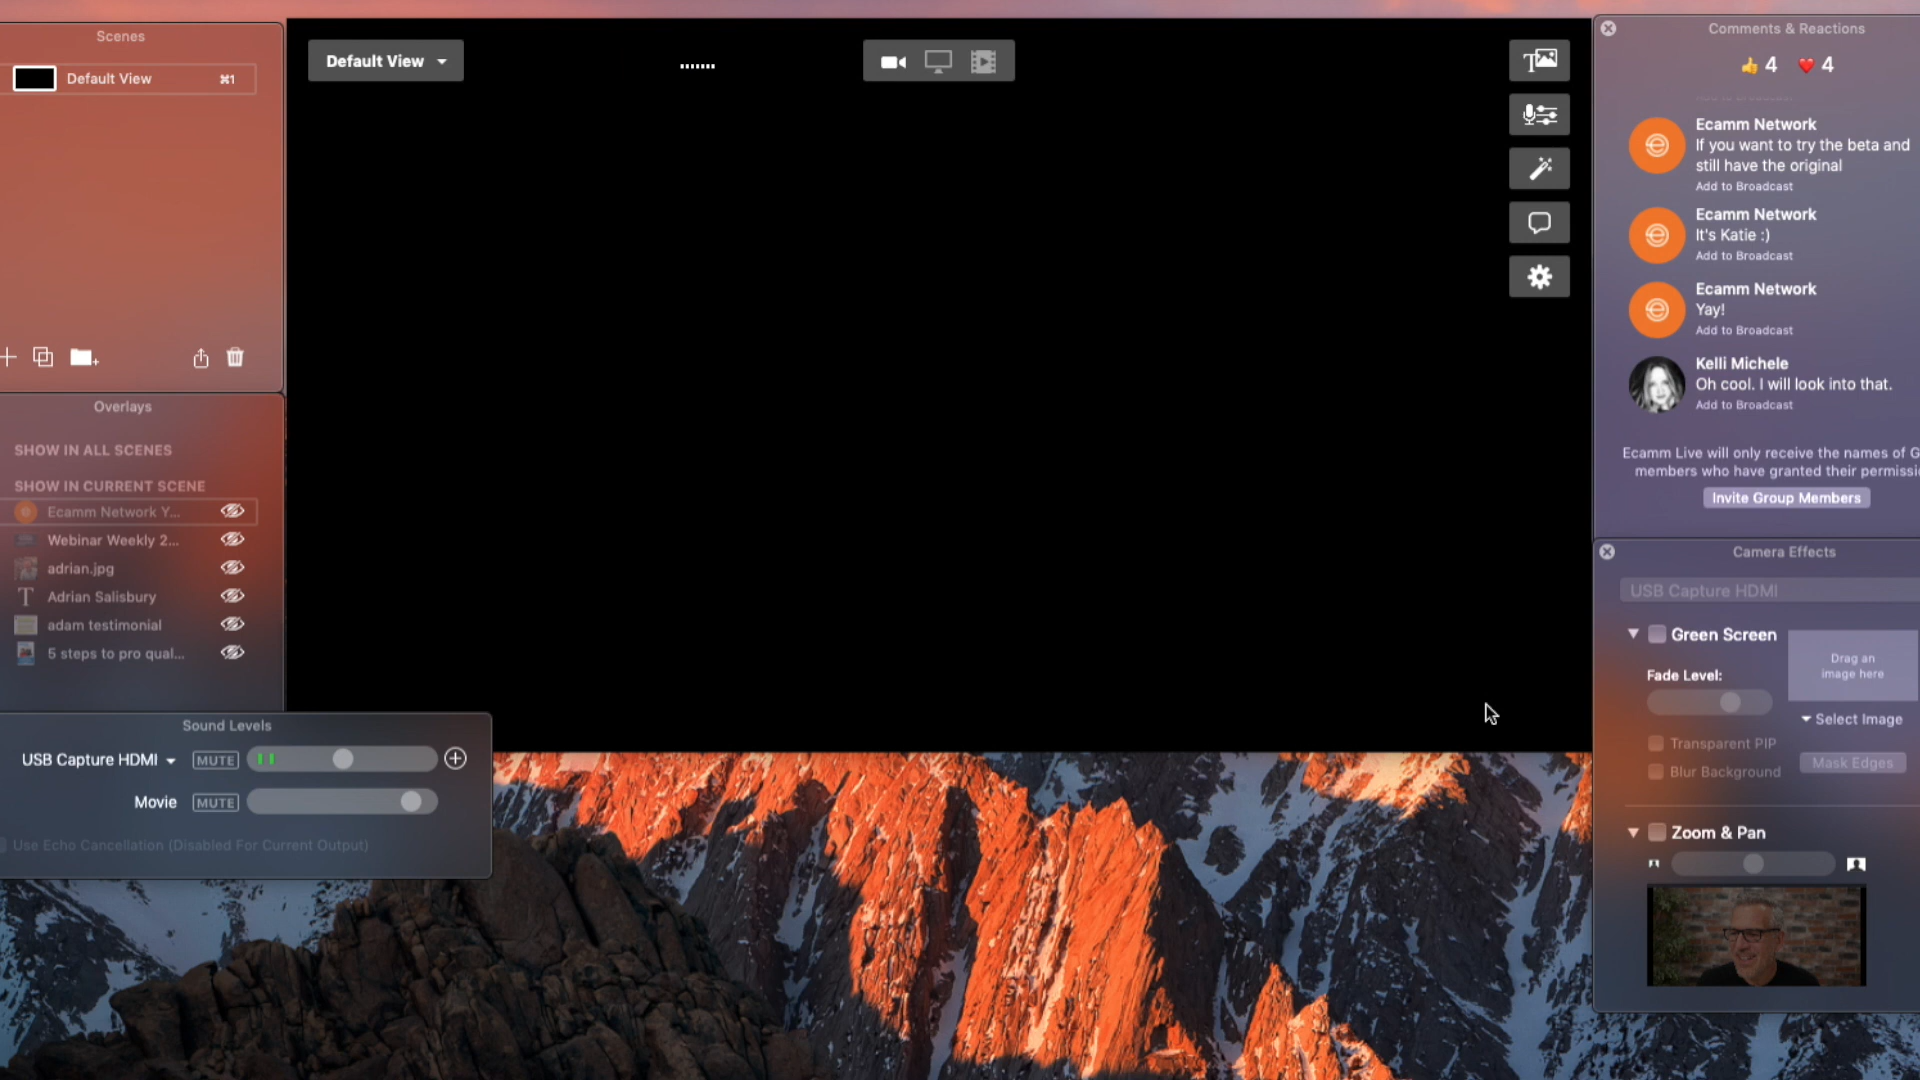 Scenes
Default View ⌘1
Overlays
SHOW IN ALL SCENES
SHOW IN CURRENT SCENE
Ecamm Network Y...
Webinar Weekly 2...
adrian.jpg
T Adrian Salisbury
adam testimonial
5 steps to pro qual...
Sound Levels
USB Capture HDMI MUTE
Movie MUTE
Use Echo Cancellation (Disabled For Current Output)
Default View
Comments & Reactions
4 4
Ecamm Network
If you want to try the beta and
still have the original
Add to Broadcast
Ecamm Network
It's Katie :)
Add to Broadcast
Ecamm Network
Yay!
Add to Broadcast
Kelli Michele
Oh cool. I will look into that.
Add to Broadcast
Ecamm Live will only receive the names of G
members who have granted their permissi
Invite Group Members
Camera Effects
USB Capture HDMI
Green Screen
Drag an
image here
Fade Level:
Select Image
Transparent PIP
Mask Edges
Blur Background
Zoom & Pan